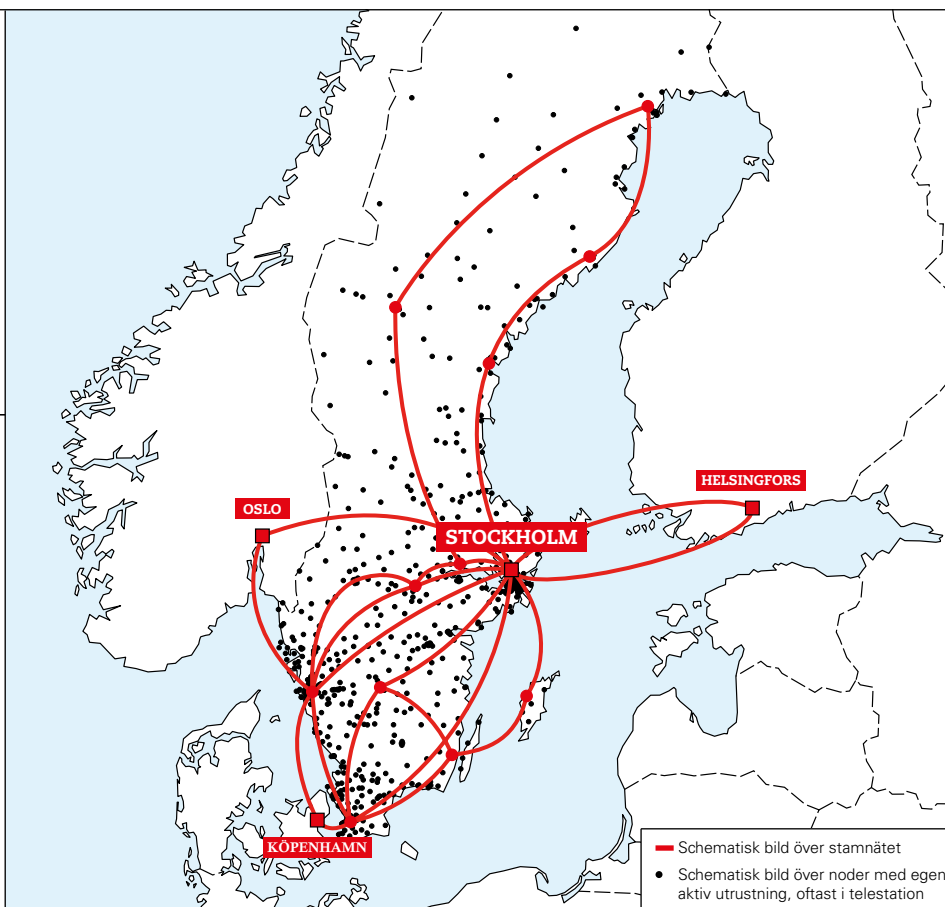 HELSINGFORS
OSLO
STOCKHOLM
KÖPENHAMN
Schematisk bild över stamnätet
Schematisk bild över noder med egen
aktiv utrustning, oftast i telestation